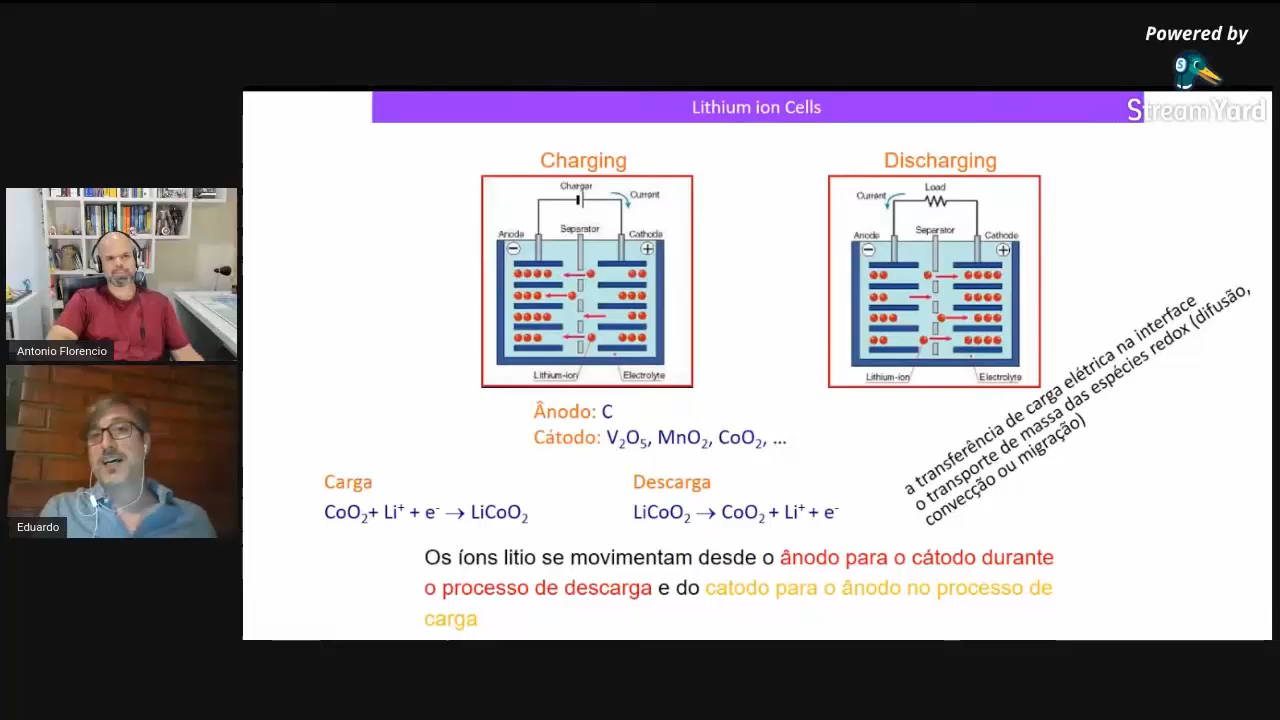 Powered by
StreamYard
Lithium ion Cells
Charging
Discharging
Charger
Current
Anode
Separator
Cathode
Lithium-ion
Electrolyte
Load
Current
Anode
Separator
Cathode
Lithium-ion
Electrolyte
Antonio Florencio
Eduardo
Ânodo: C
Cátodo: V₂O₅, MnO₂, CoO₂, ...
Carga
CoO₂+ Li⁺ + e⁻ → LiCoO₂
Descarga
LiCoO₂ → CoO₂ + Li⁺ + e⁻
a transferência de carga elétrica na interface
o transporte de massa das espécies redox (difusão,
convecção ou migração)
Os íons litio se movimentam desde o ânodo para o cátodo durante
o processo de descarga e do catodo para o ânodo no processo de
carga